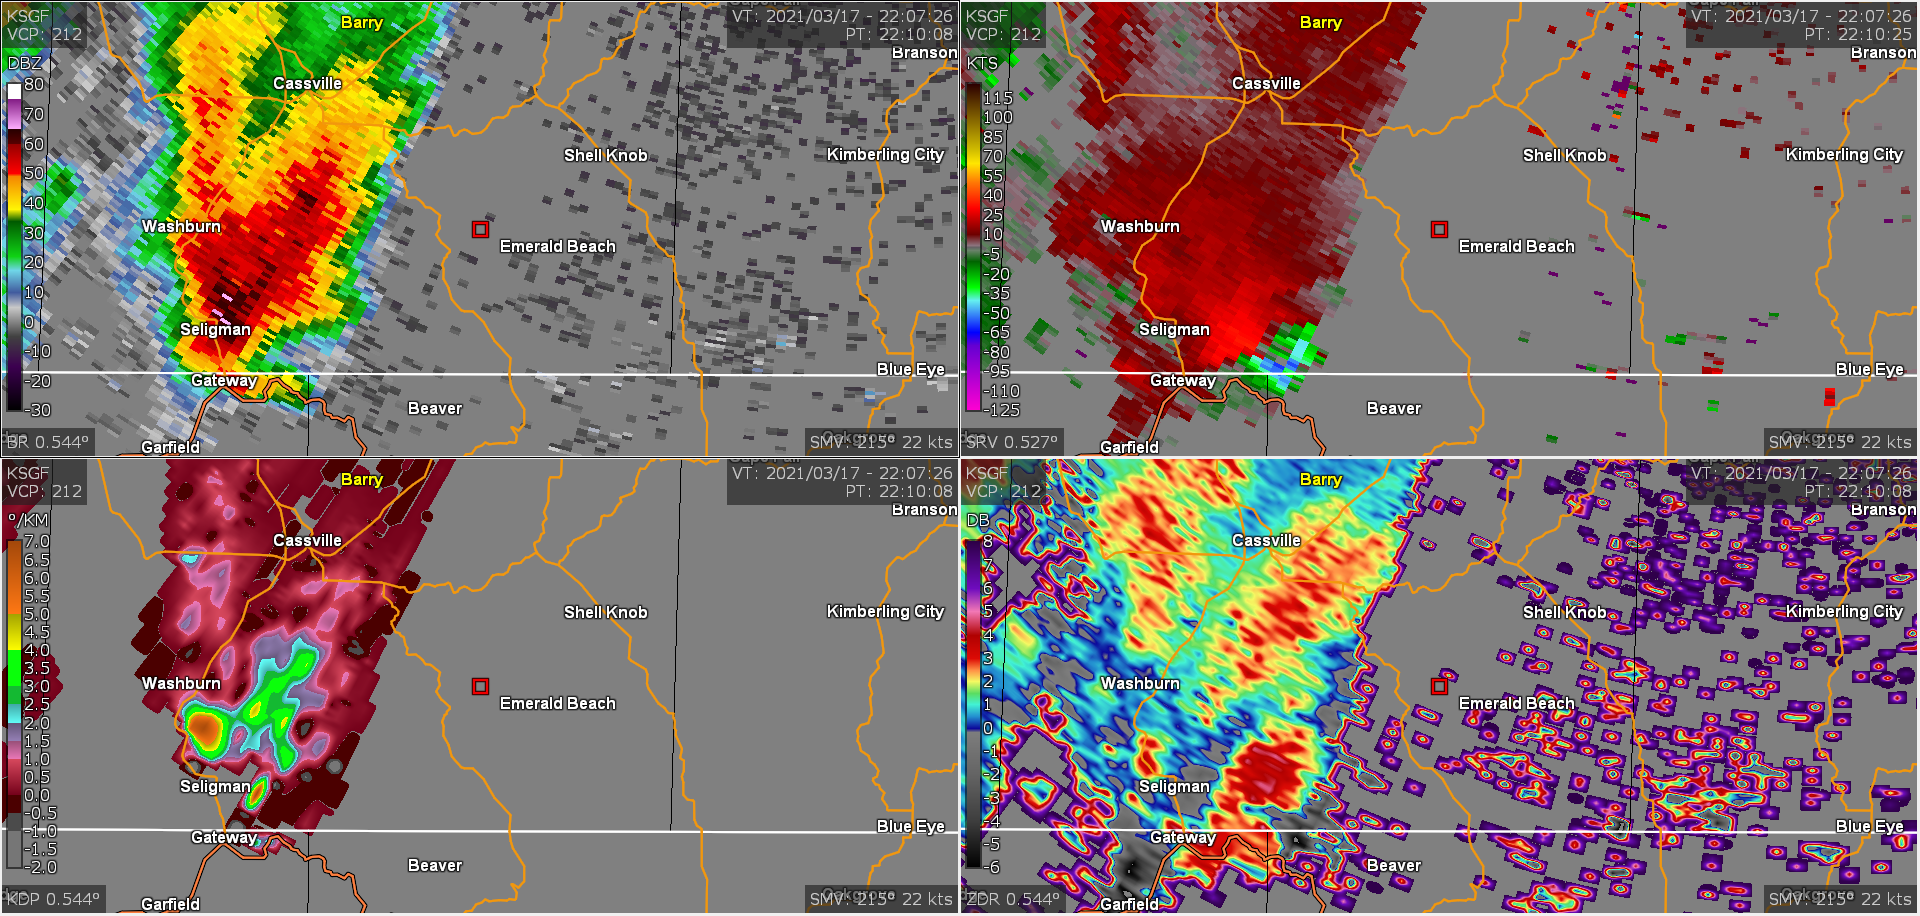 KSGF
VCP: 212
Barry
VT: 2021/03/17 - 22:07:26
PT: 22:10:08
Branson
DBZ
80
70
60
50
40
30
20
10
0
-10
-20
-30
Cassville
Shell Knob
Kimberling City
Washburn
Emerald Beach
Seligman
Gateway
Blue Eye
Beaver
Garfield
BR 0.544°
SMV: 215° 22 kts
KSGF
VCP: 212
Barry
VT: 2021/03/17 - 22:07:26
PT: 22:10:25
Branson
KTS
115
100
85
70
55
40
25
10
-5
-20
-35
-50
-65
-80
-95
-110
-125
Cassville
Shell Knob
Kimberling City
Washburn
Emerald Beach
Seligman
Gateway
Blue Eye
Beaver
Garfield
SRV 0.527°
SMV: 215° 22 kts
KSGF
VCP: 212
Barry
VT: 2021/03/17 - 22:07:26
PT: 22:10:08
Branson
°/KM
7.0
6.5
6.0
5.5
5.0
4.5
4.0
3.5
3.0
2.5
2.0
1.5
1.0
0.5
0.0
-0.5
-1.0
-1.5
-2.0
Cassville
Shell Knob
Kimberling City
Washburn
Emerald Beach
Seligman
Gateway
Blue Eye
Beaver
Garfield
KDP 0.544°
SMV: 215° 22 kts
KSGF
VCP: 212
Barry
VT: 2021/03/17 - 22:07:26
PT: 22:10:08
Branson
DB
8
7
6
5
4
3
2
1
0
-1
-2
-3
-4
-5
-6
Cassville
Shell Knob
Kimberling City
Washburn
Emerald Beach
Seligman
Gateway
Blue Eye
Beaver
Garfield
ZDR 0.544°
SMV: 215° 22 kts